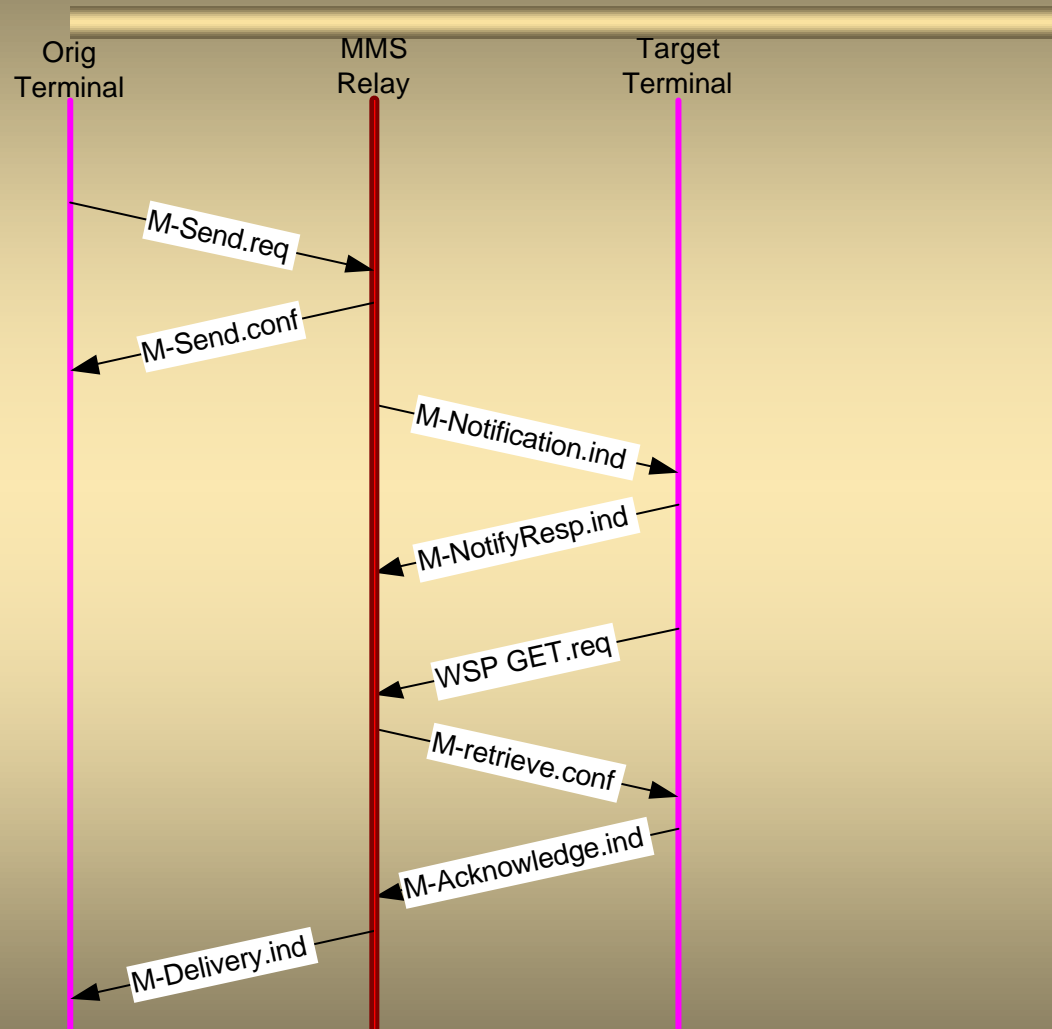 Orig
Terminal
MMS
Relay
Target
Terminal
M-Send.req
M-Send.conf
M-Notification.ind
M-NotifyResp.ind
WSP GET.req
M-retrieve.conf
M-Acknowledge.ind
M-Delivery.ind